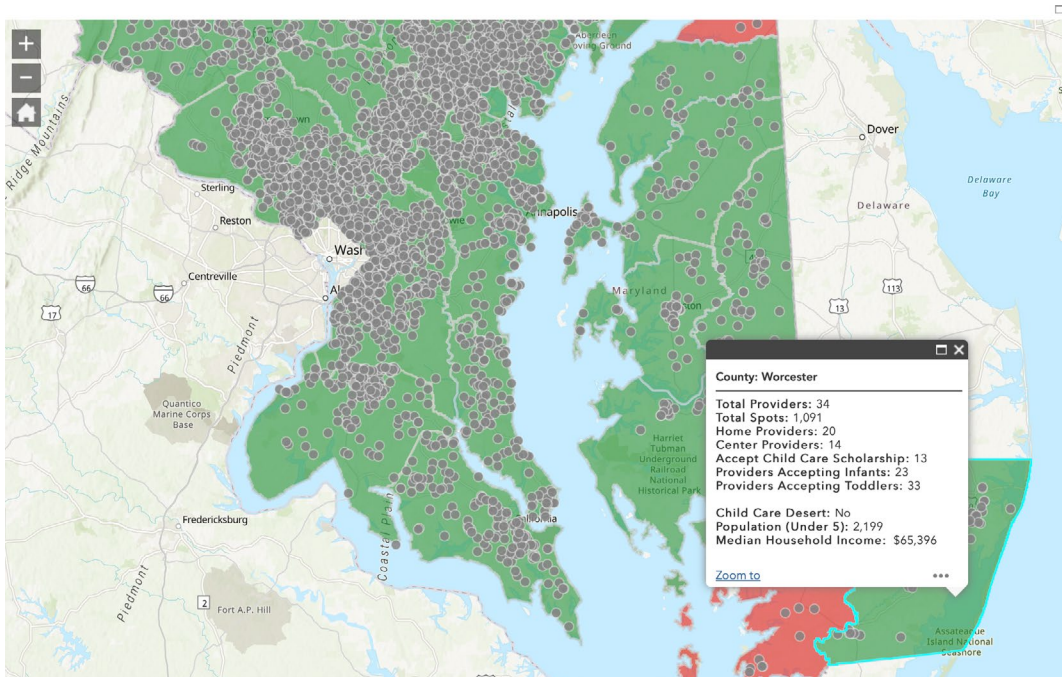 +
−
Aberdeen
Proving Ground
Ridge Mountains
Dover
Sterling
Delaware
Bay
Reston
Delaware
Annapolis
Wash
Centreville
66
66
113
17
13
Maryland
Piedmont
Quantico
Marine Corps
Base
Harriet
Tubman
Underground
Railroad
National
Historical Park
County: Worcester
Total Providers: 34
Total Spots: 1,091
Home Providers: 20
Center Providers: 14
Accept Child Care Scholarship: 13
Providers Accepting Infants: 23
Providers Accepting Toddlers: 33
Child Care Desert: No
Population (Under 5): 2,199
Median Household Income: $65,396
Zoom to
Fredericksburg
Coastal Plain
Piedmont
2
Fort A.P. Hill
Assateague
Island National
Seashore